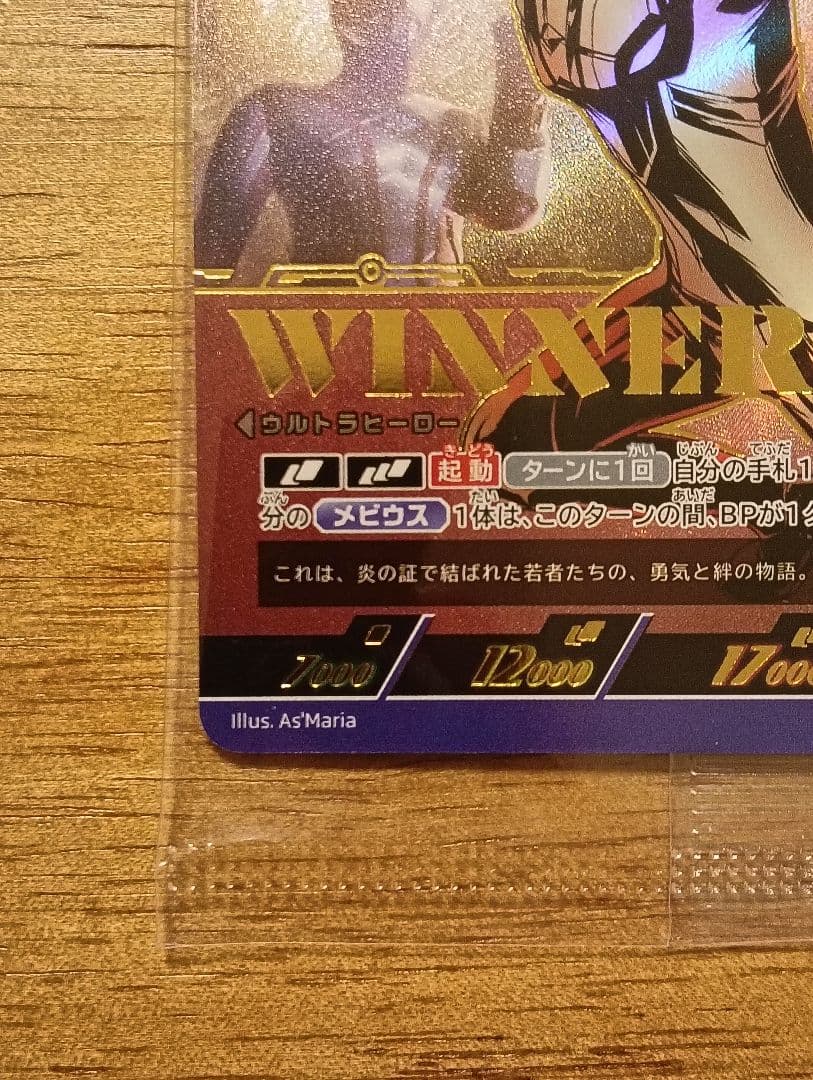 WINNER
◀ウルトラヒーロー
起動 ターンに1回 自分の手札1
分の メビウス 1体は、このターンの間、BPが1
これは、炎の証で結ばれた若者たちの、勇気と絆の物語。
7000 12000 17000
Illus. As'Maria